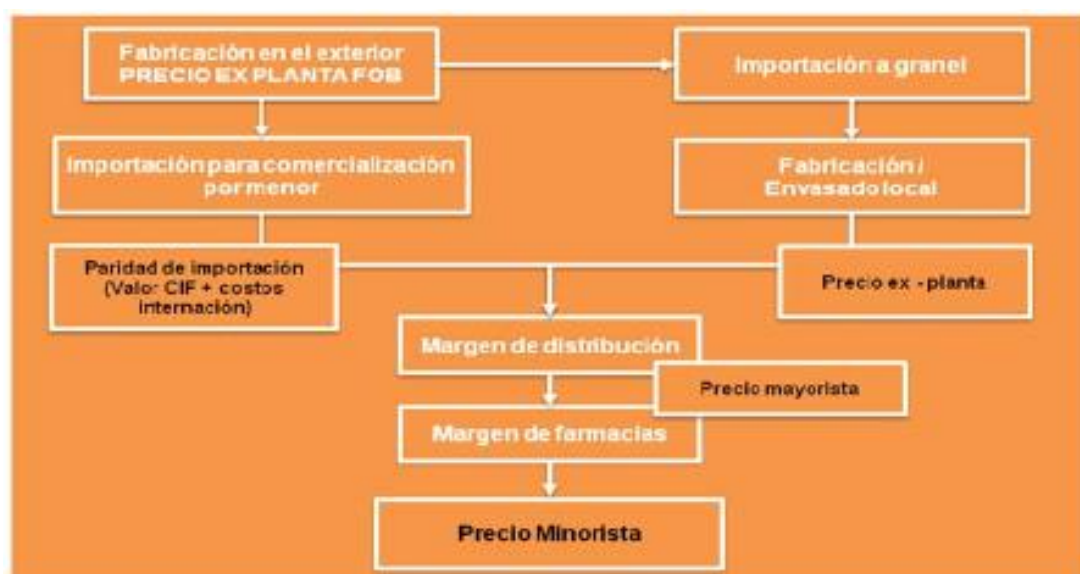 Fabricación en el exterior
PRECIO EX PLANTA FOB
Importación a granel
Importación para comercialización
por menor
Fabricación /
Envasado local
Paridad de importación
(Valor CIF + costos
internación)
Precio ex - planta
Margen de distribución
Precio mayorista
Margen de farmacias
Precio Minorista